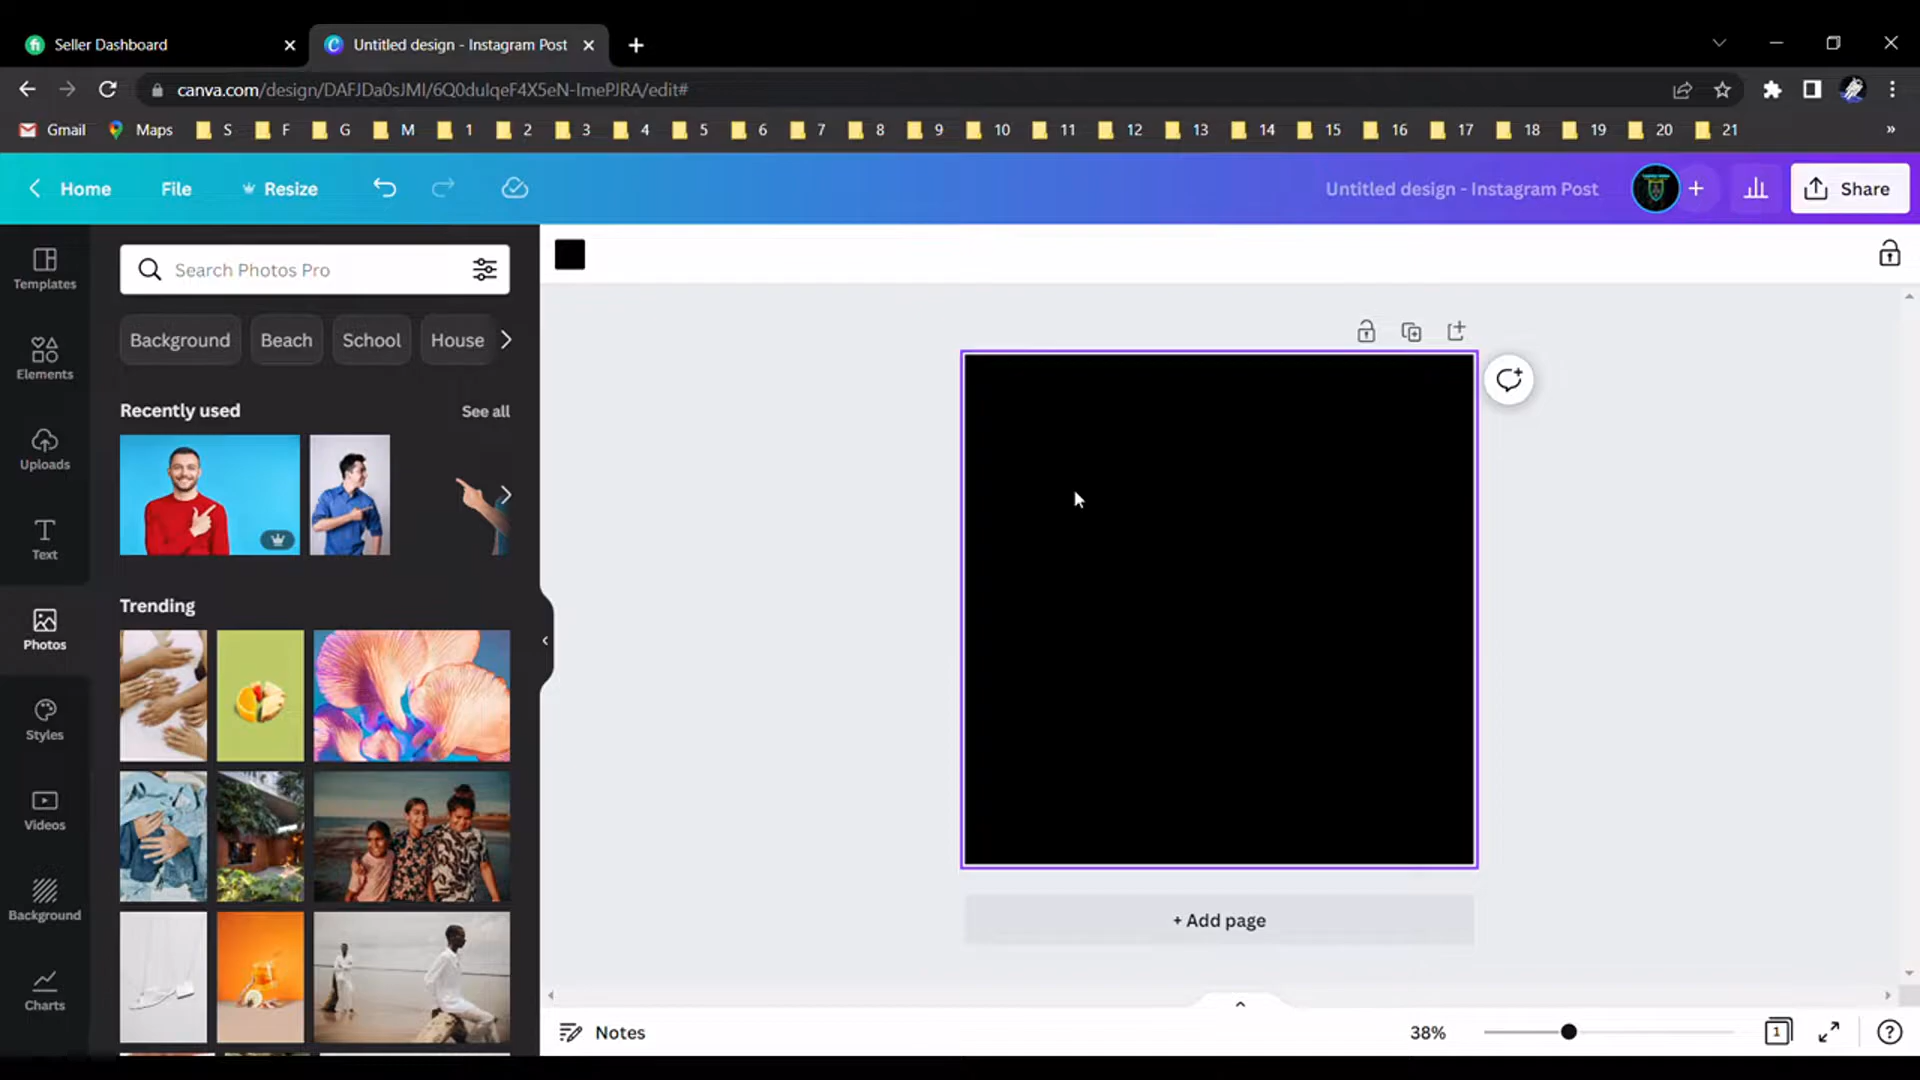 Seller Dashboard
Untitled design - Instagram Post
canva.com/design/DAFJDa0sJMI/6Q0duIqeF4X5eN-ImePJRA/edit#
Gmail Maps S F G M 1 2 3 4 5 6 7 8 9 10 11 12 13 14 15 16 17 18 19 20 21 »
Home File Resize Untitled design - Instagram Post Share
Templates
Elements
Uploads
Text
Photos
Styles
Videos
Background
Charts
Search Photos Pro
Background Beach School House
Recently used See all
Trending
+ Add page
Notes 38% 1